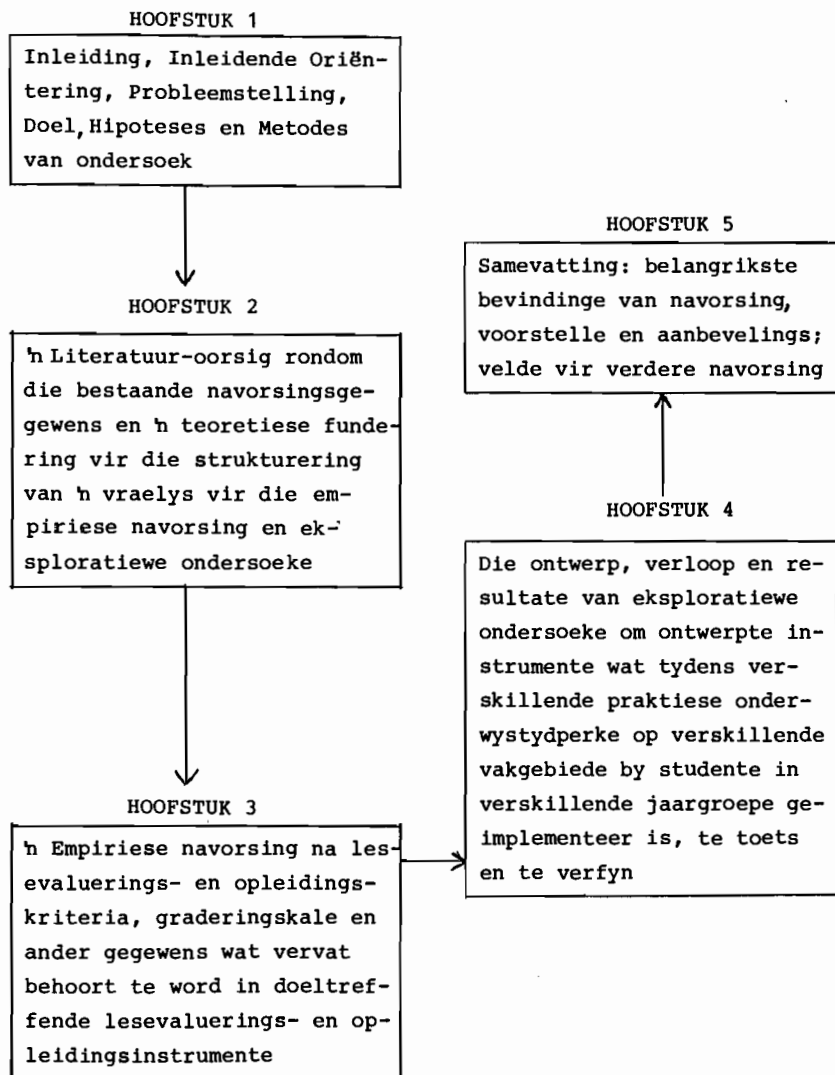 HOOFSTUK 1
Inleiding, Inleidende Oriën-
tering, Probleemstelling,
Doel, Hipoteses en Metodes
van ondersoek
HOOFSTUK 2
'n Literatuur-oorsig rondom
die bestaande navorsingsge-
gewens en 'n teoretiese funde-
ring vir die strukturering
van 'n vraelys vir die em-
piriese navorsing en ek-
sploratiewe ondersoeke
HOOFSTUK 3
'n Empiriese navorsing na les-
evaluerings- en opleidings-
kriteria, graderingskale en
ander gegewens wat vervat
behoort te word in doeltref-
fende lesevaluerings- en op-
leidingsinstrumente
HOOFSTUK 4
Die ontwerp, verloop en re-
sultate van eksploratiewe
ondersoeke om ontwerpte in-
strumente wat tydens ver-
skillende praktiese onder-
wystydperke op verskillende
vakgebiede by studente in
verskillende jaargroepe ge-
implementeer is, te toets
en te verfyn
HOOFSTUK 5
Samevatting: belangrikste
bevindinge van navorsing,
voorstelle en aanbevelings;
velde vir verdere navorsing